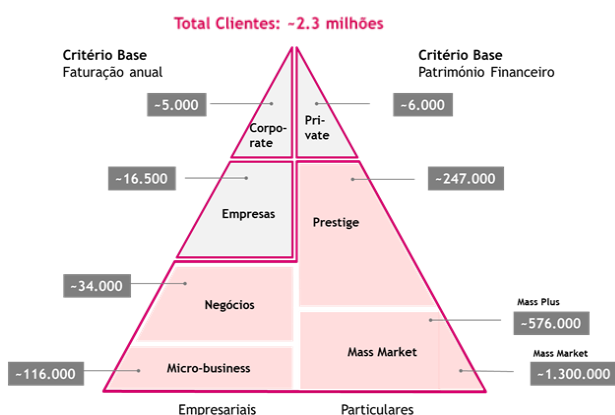 Total Clientes: ~2.3 milhões
Critério Base
Faturação anual
Critério Base
Património Financeiro
~5.000
~6.000
Corpo-
rate
Pri-
vate
~16.500
~247.000
Empresas
Prestige
~34.000
Negócios
Mass Plus
~576.000
Mass Market
Mass Market
Micro-business
~116.000
~1.300.000
Empresariais
Particulares